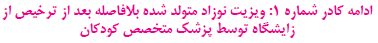 ادامه کادر شماره ۱: ویزیت نوزاد متولد شده بلافاصله بعد از ترخیص از
زایشگاه توسط پزشک متخصص کودکان